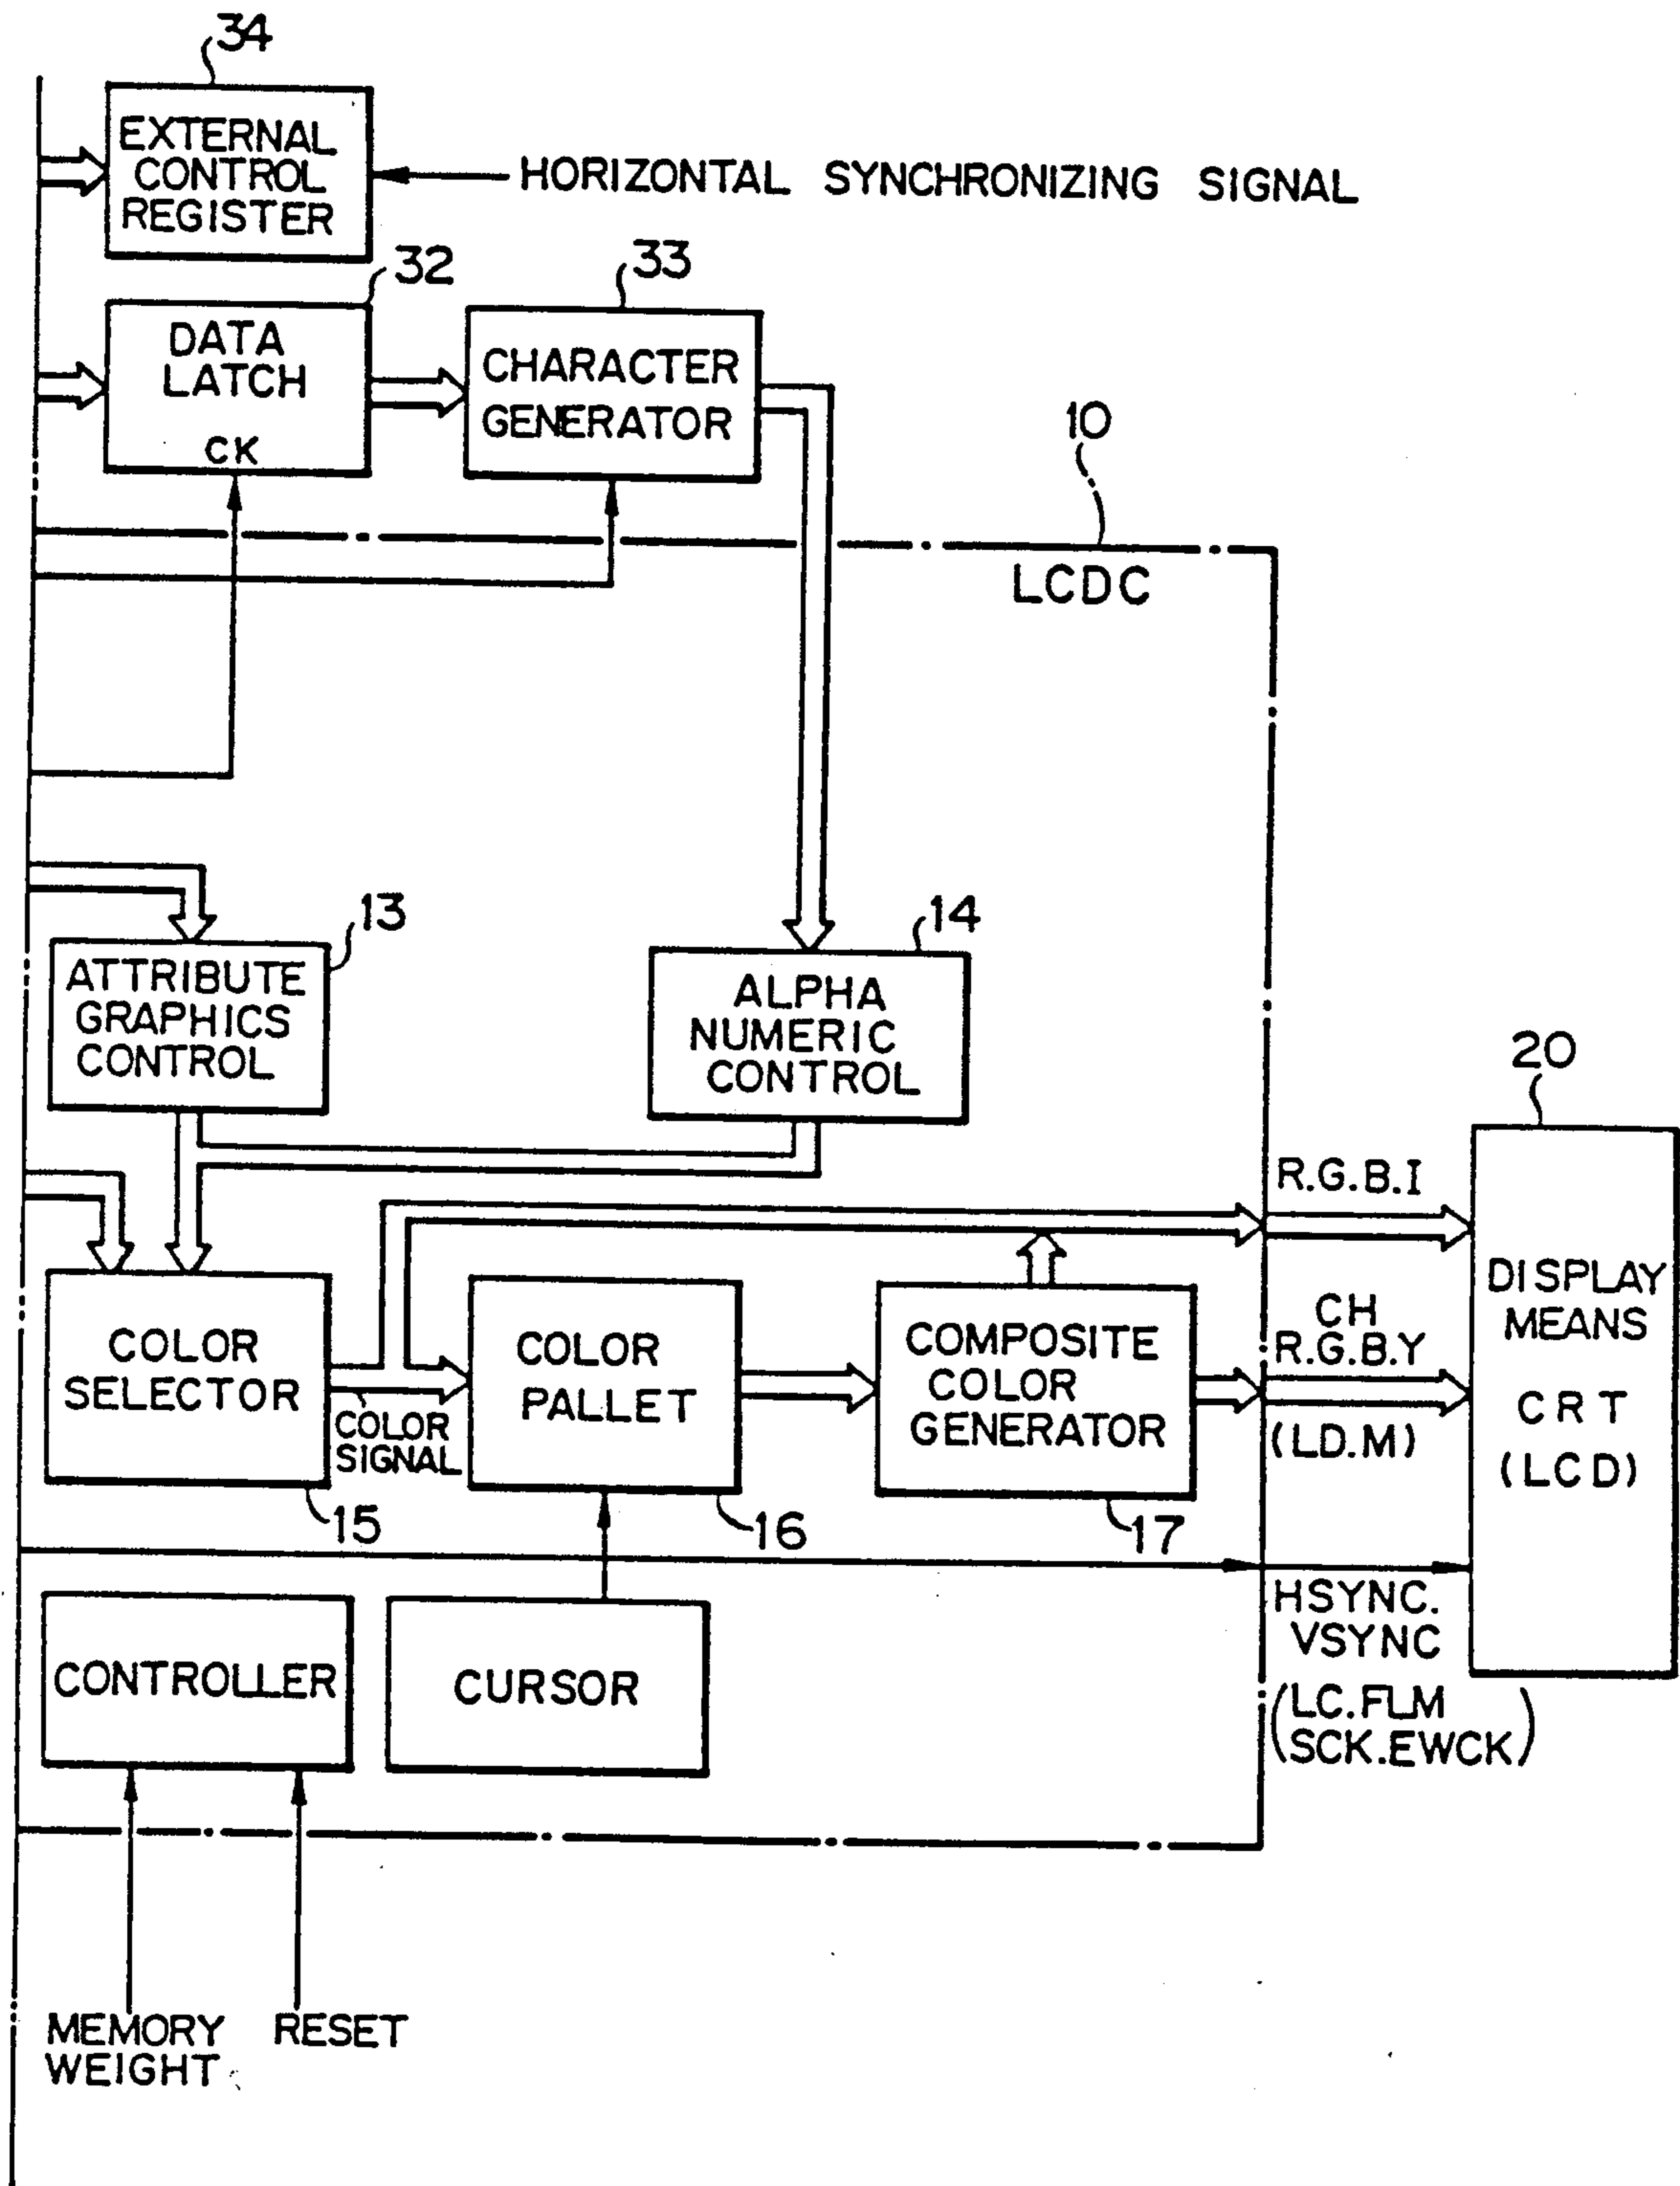 34
EXTERNAL
CONTROL
REGISTER
HORIZONTAL SYNCHRONIZING SIGNAL
32
33
DATA
LATCH
CK
CHARACTER
GENERATOR
10
LCDC
13
14
ATTRIBUTE
GRAPHICS
CONTROL
ALPHA
NUMERIC
CONTROL
20
R.G.B.I
DISPLAY
MEANS
CRT
(LCD)
COLOR
SELECTOR
COLOR
SIGNAL
COLOR
PALLET
COMPOSITE
COLOR
GENERATOR
CH
R.G.B.Y
(LD.M)
15
16
17
HSYNC.
VSYNC
(LC.FLM
SCK.EWCK)
CONTROLLER
CURSOR
MEMORY
WEIGHT
RESET